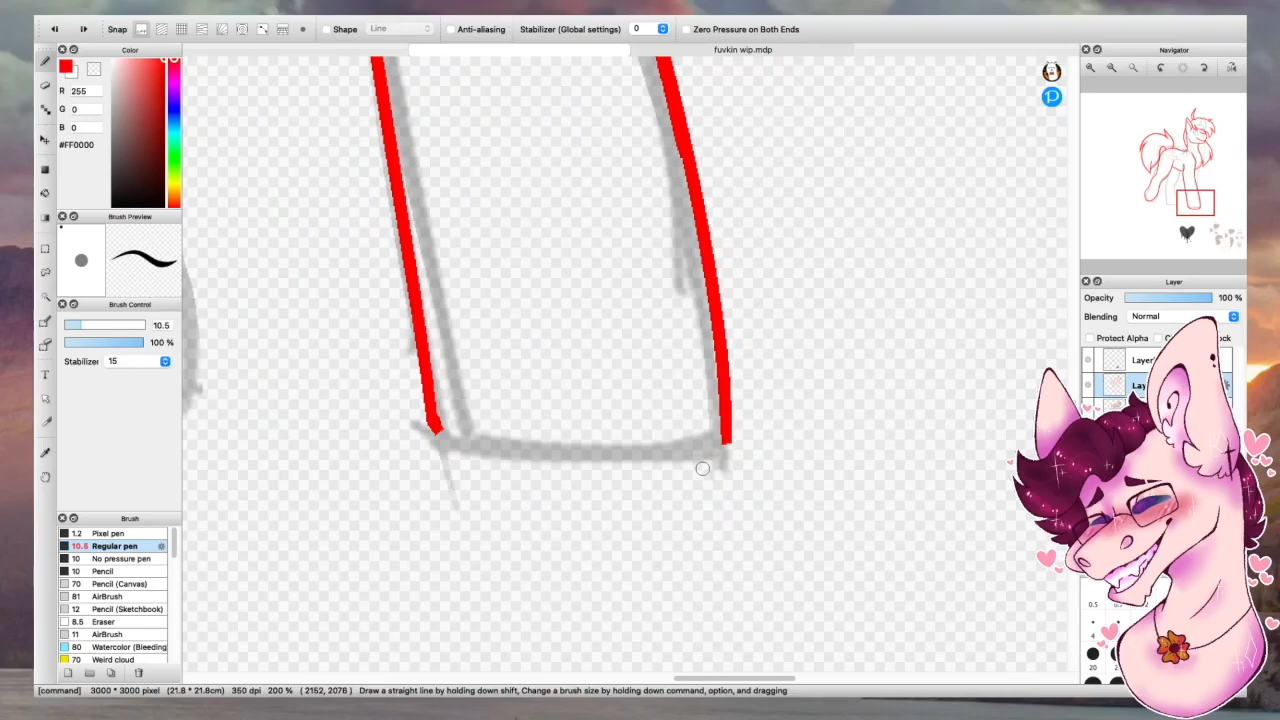 Snap Shape Line Anti-aliasing Stabilizer (Global settings) 0 Zero Pressure on Both Ends
Color
fuvkin wip.mdp
Navigator
R 255
G 0
B 0
#FF0000
Brush Preview
Brush Control
10.5
100 %
Stabilizer 15
Layer
Opacity 100 %
Blending Normal
Protect Alpha
Brush
1.2 Pixel pen
10.5 Regular pen
10 No pressure pen
10 Pencil
70 Pencil (Canvas)
81 AirBrush
12 Pencil (Sketchbook)
8.5 Eraser
11 AirBrush
80 Watercolor (Bleeding
70 Weird cloud
0.5
4
20
[command] 3000 * 3000 pixel (21.8 * 21.8cm) 350 dpi 200 % ( 2152, 2076 ) Draw a straight line by holding down shift, Change a brush size by holding down command, option, and dragging